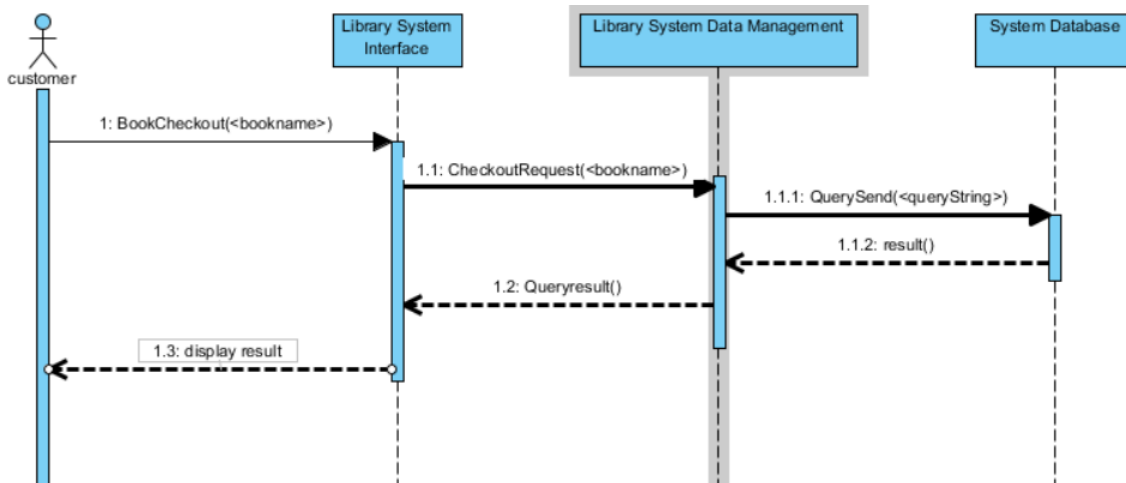 Library System
Interface
Library System Data Management
System Database
customer
1: BookCheckout(<bookname>)
1.1: CheckoutRequest(<bookname>)
1.1.1: QuerySend(<queryString>)
1.1.2: result()
1.2: Queryresult()
1.3: display result